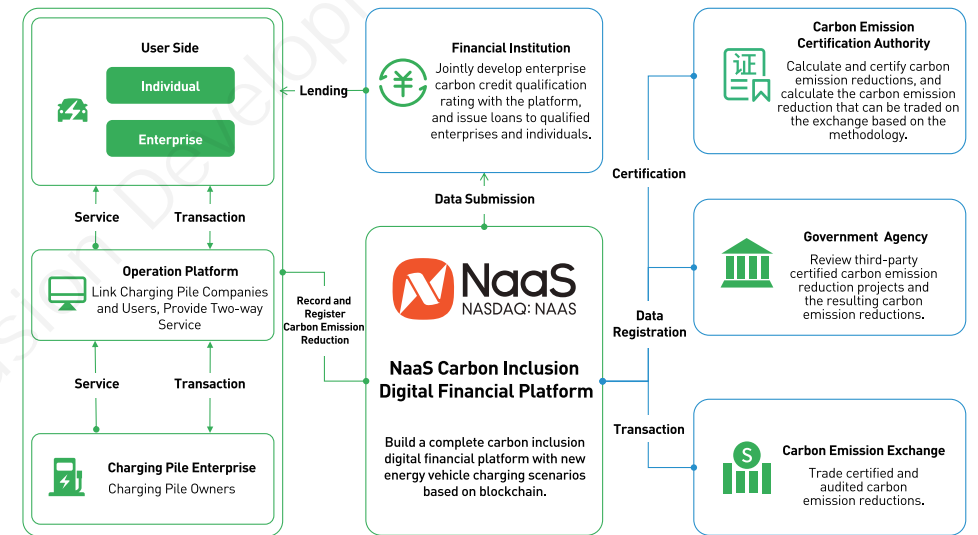 User Side
Individual
Enterprise
Service
Transaction
Operation Platform
Link Charging Pile Companies
and Users, Provide Two-way
Service
Service
Transaction
Charging Pile Enterprise
Charging Pile Owners
Lending
Record and
Register
Carbon Emission
Reduction
Financial Institution
Jointly develop enterprise
carbon credit qualification
rating with the platform,
and issue loans to qualified
enterprises and individuals.
¥
Data Submission
NaaS
NASDAQ: NAAS
NaaS Carbon Inclusion
Digital Financial Platform
Build a complete carbon inclusion
digital financial platform with new
energy vehicle charging scenarios
based on blockchain.
Certification
Data
Registration
Transaction
证
Carbon Emission
Certification Authority
Calculate and certify carbon
emission reductions, and
calculate the carbon emission
reduction that can be traded on
the exchange based on the
methodology.
Government Agency
Review third-party
certified carbon emission
reduction projects and
the resulting carbon
emission reductions.
S
Carbon Emission Exchange
Trade certified and
audited carbon
emission reductions.